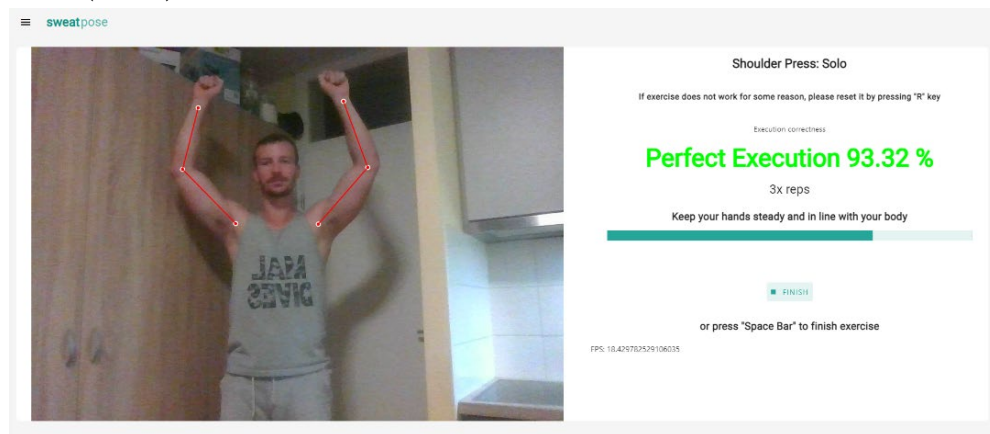 sweatpose
Shoulder Press: Solo
If exercise does not work for some reason, please reset it by pressing "R" key
Execution correctness
Perfect Execution 93.32 %
3x reps
Keep your hands steady and in line with your body
FINISH
or press "Space Bar" to finish exercise
FPS: 18.429782529106035